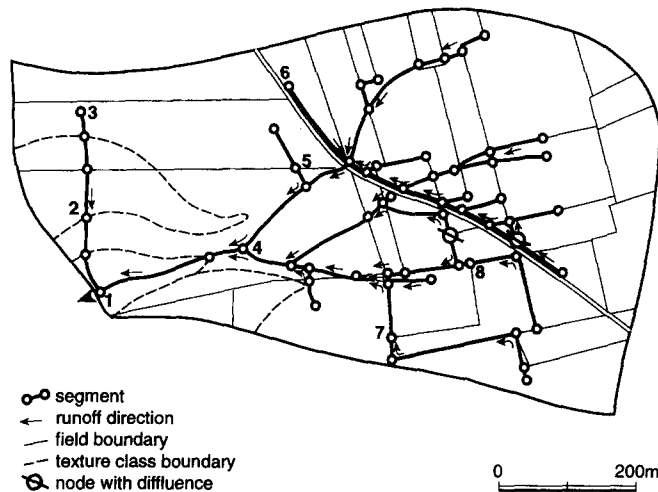 6
3
5
2
4
8
1
7
segment
runoff direction
field boundary
texture class boundary
node with diffluence
0 200m